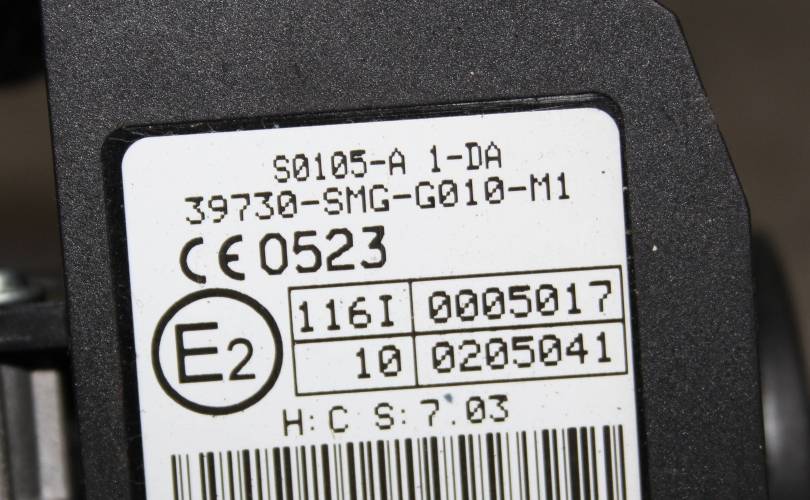 S0105-A 1-DA
39730-SMG-G010-M1
CE 0523
E2
116I 0005017
10 0205041
H: C S: 7.03